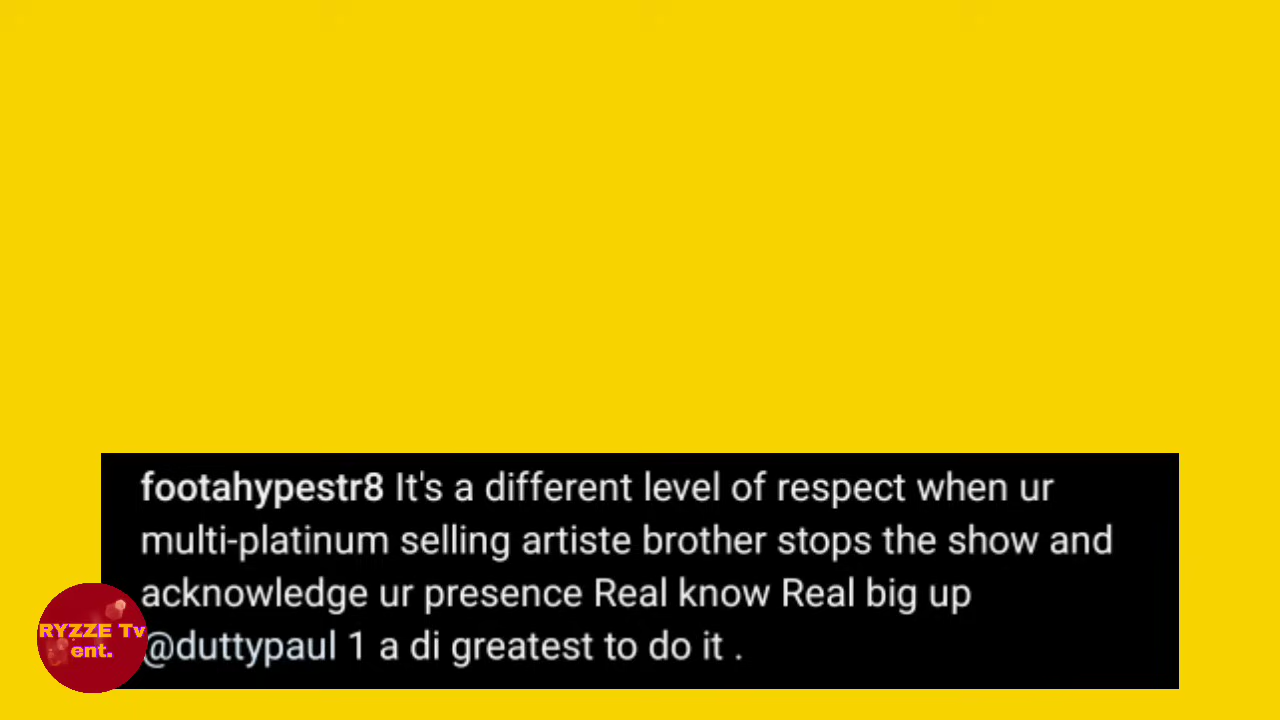 footahypestr8 It's a different level of respect when ur
multi-platinum selling artiste brother stops the show and
acknowledge ur presence Real know Real big up
@duttypaul 1 a di greatest to do it .
RYZZE Tv
ent.